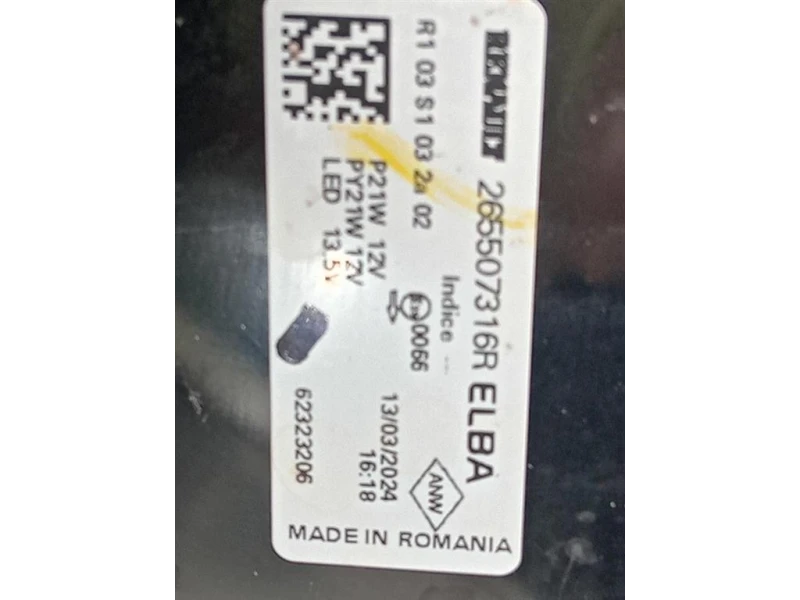 RENAULT 265507316R ELBA
R1 03 S1 03 2a 02
Indice --
0066
ANW
P21W 12V
PY21W 12V
LED 13.5V
13/03/2024
16:18
62323206
MADE IN ROMANIA